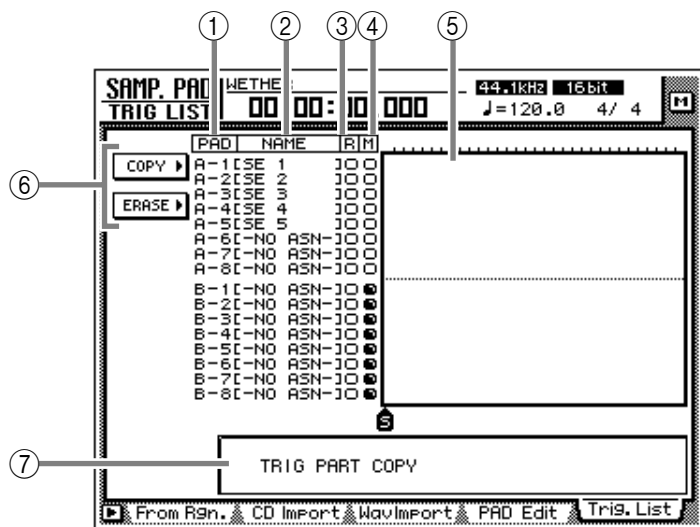 ① ② ③ ④ ⑤
SAMP. PAD
TRIG LIST
WETHER
00 00:00.000
44.1kHz 16bit
♩=120.0 4/ 4
M
⑥
COPY
ERASE
PAD NAME R M
A-1[SE 1 ]
A-2[SE 2 ]
A-3[SE 3 ]
A-4[SE 4 ]
A-5[SE 5 ]
A-6[-NO ASN-]
A-7[-NO ASN-]
A-8[-NO ASN-]
B-1[-NO ASN-]
B-2[-NO ASN-]
B-3[-NO ASN-]
B-4[-NO ASN-]
B-5[-NO ASN-]
B-6[-NO ASN-]
B-7[-NO ASN-]
B-8[-NO ASN-]
S
⑦
TRIG PART COPY
From Rgn. CD Import WavImport PAD Edit Trig. List